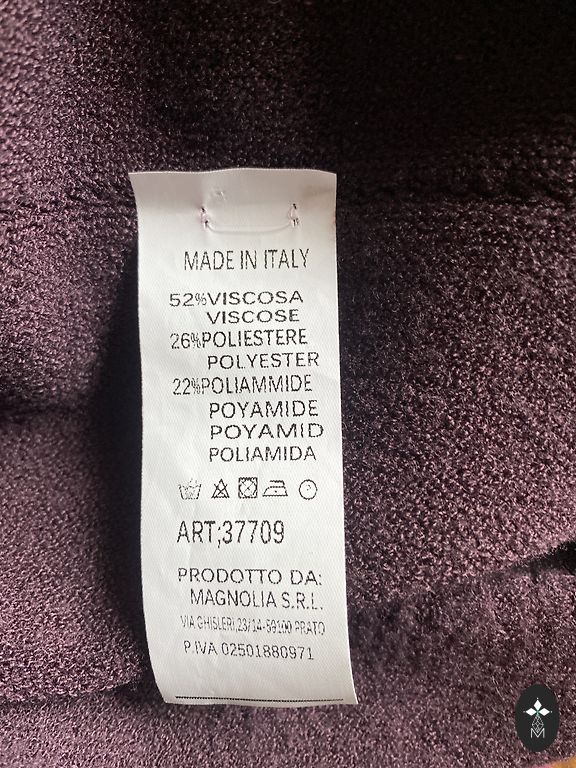 MADE IN ITALY
52%VISCOSA
VISCOSE
26%POLIESTERE
POLYESTER
22%POLIAMMIDE
POYAMIDE
POYAMID
POLIAMIDA
ART;37709
PRODOTTO DA:
MAGNOLIA S.R.L.
VIA GHISLERI,23/14-59100 PRATO
P.IVA 02501880971
M